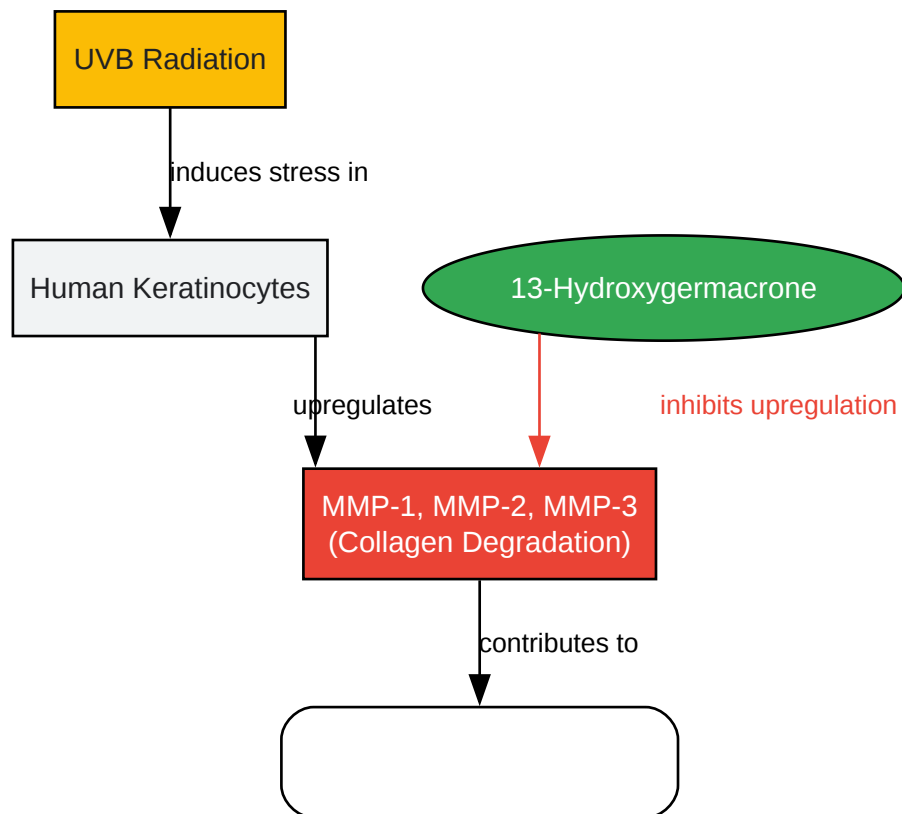 UVB Radiation
induces stress in
Human Keratinocytes
13-Hydroxygermacrone
upregulates
inhibits upregulation
MMP-1, MMP-2, MMP-3
(Collagen Degradation)
contributes to